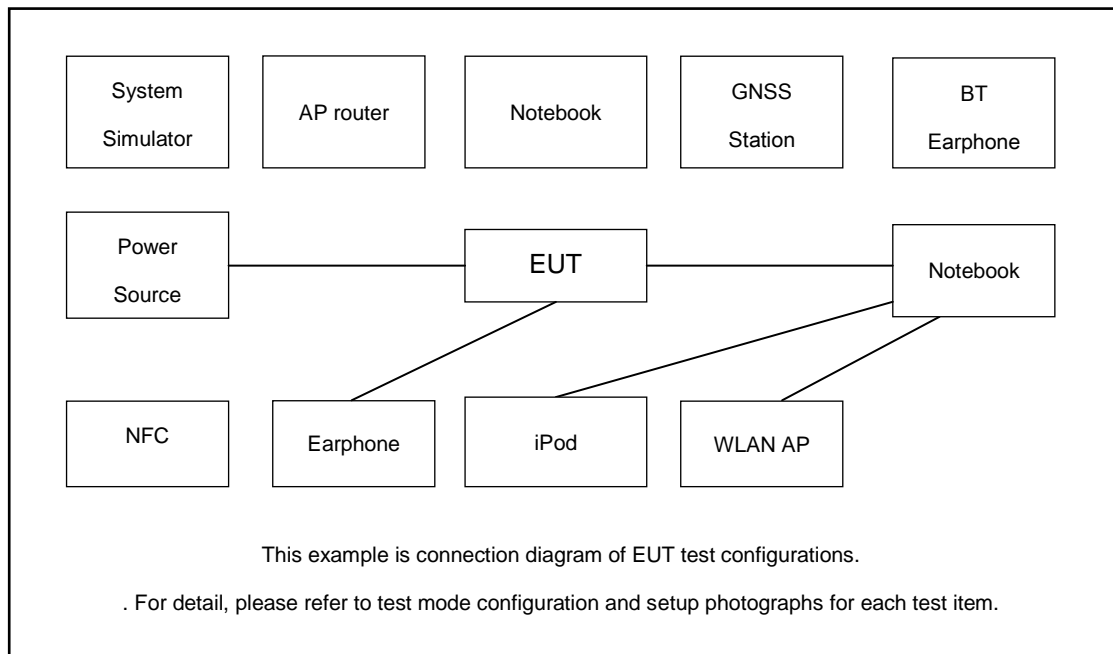 System
Simulator
AP router
Notebook
GNSS
Station
BT
Earphone
Power
Source
EUT
Notebook
NFC
Earphone
iPod
WLAN AP
This example is connection diagram of EUT test configurations.
. For detail, please refer to test mode configuration and setup photographs for each test item.